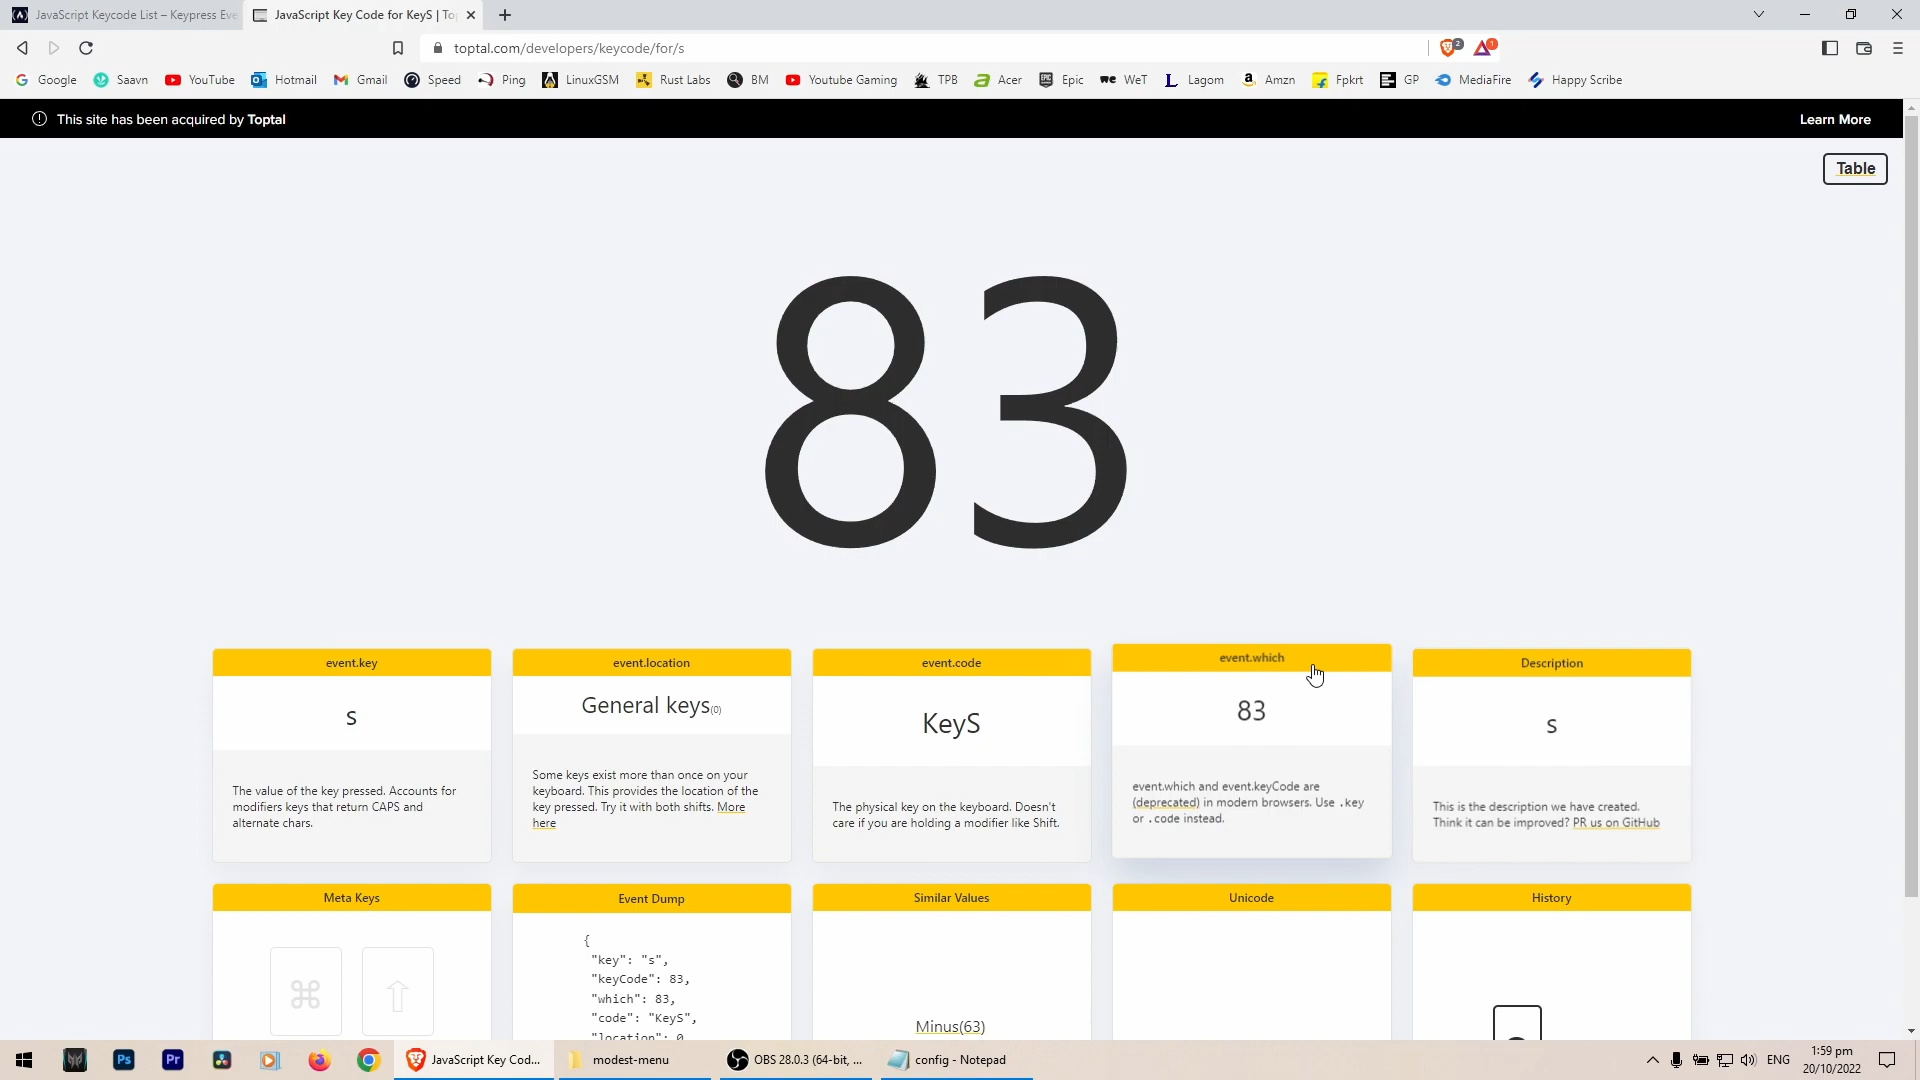 JavaScript Keycode List – Keypress Eve
JavaScript Key Code for KeyS | To
toptal.com/developers/keycode/for/s
2
1
Google
Saavn
YouTube
Hotmail
Gmail
Speed
Ping
LinuxGSM
Rust Labs
BM
Youtube Gaming
TPB
Acer
Epic
WeT
Lagom
Amzn
Fpkrt
GP
MediaFire
Happy Scribe
This site has been acquired by Toptal
Learn More
Table
83
event.key
s
The value of the key pressed. Accounts for
modifiers keys that return CAPS and
alternate chars.
event.location
General keys(0)
Some keys exist more than once on your
keyboard. This provides the location of the
key pressed. Try it with both shifts. More
here
event.code
KeyS
The physical key on the keyboard. Doesn't
care if you are holding a modifier like Shift.
event.which
83
event.which and event.keyCode are
(deprecated) in modern browsers. Use .key
or .code instead.
Description
s
This is the description we have created.
Think it can be improved? PR us on GitHub
Meta Keys
⌘ ⇧
Event Dump
{
"key": "s",
"keyCode": 83,
"which": 83,
"code": "KeyS",
"location": 0
Similar Values
Minus(63)
Unicode
History
Ps
Pr
JavaScript Key Cod...
modest-menu
OBS 28.0.3 (64-bit, ...
config - Notepad
ENG
1:59 pm
20/10/2022